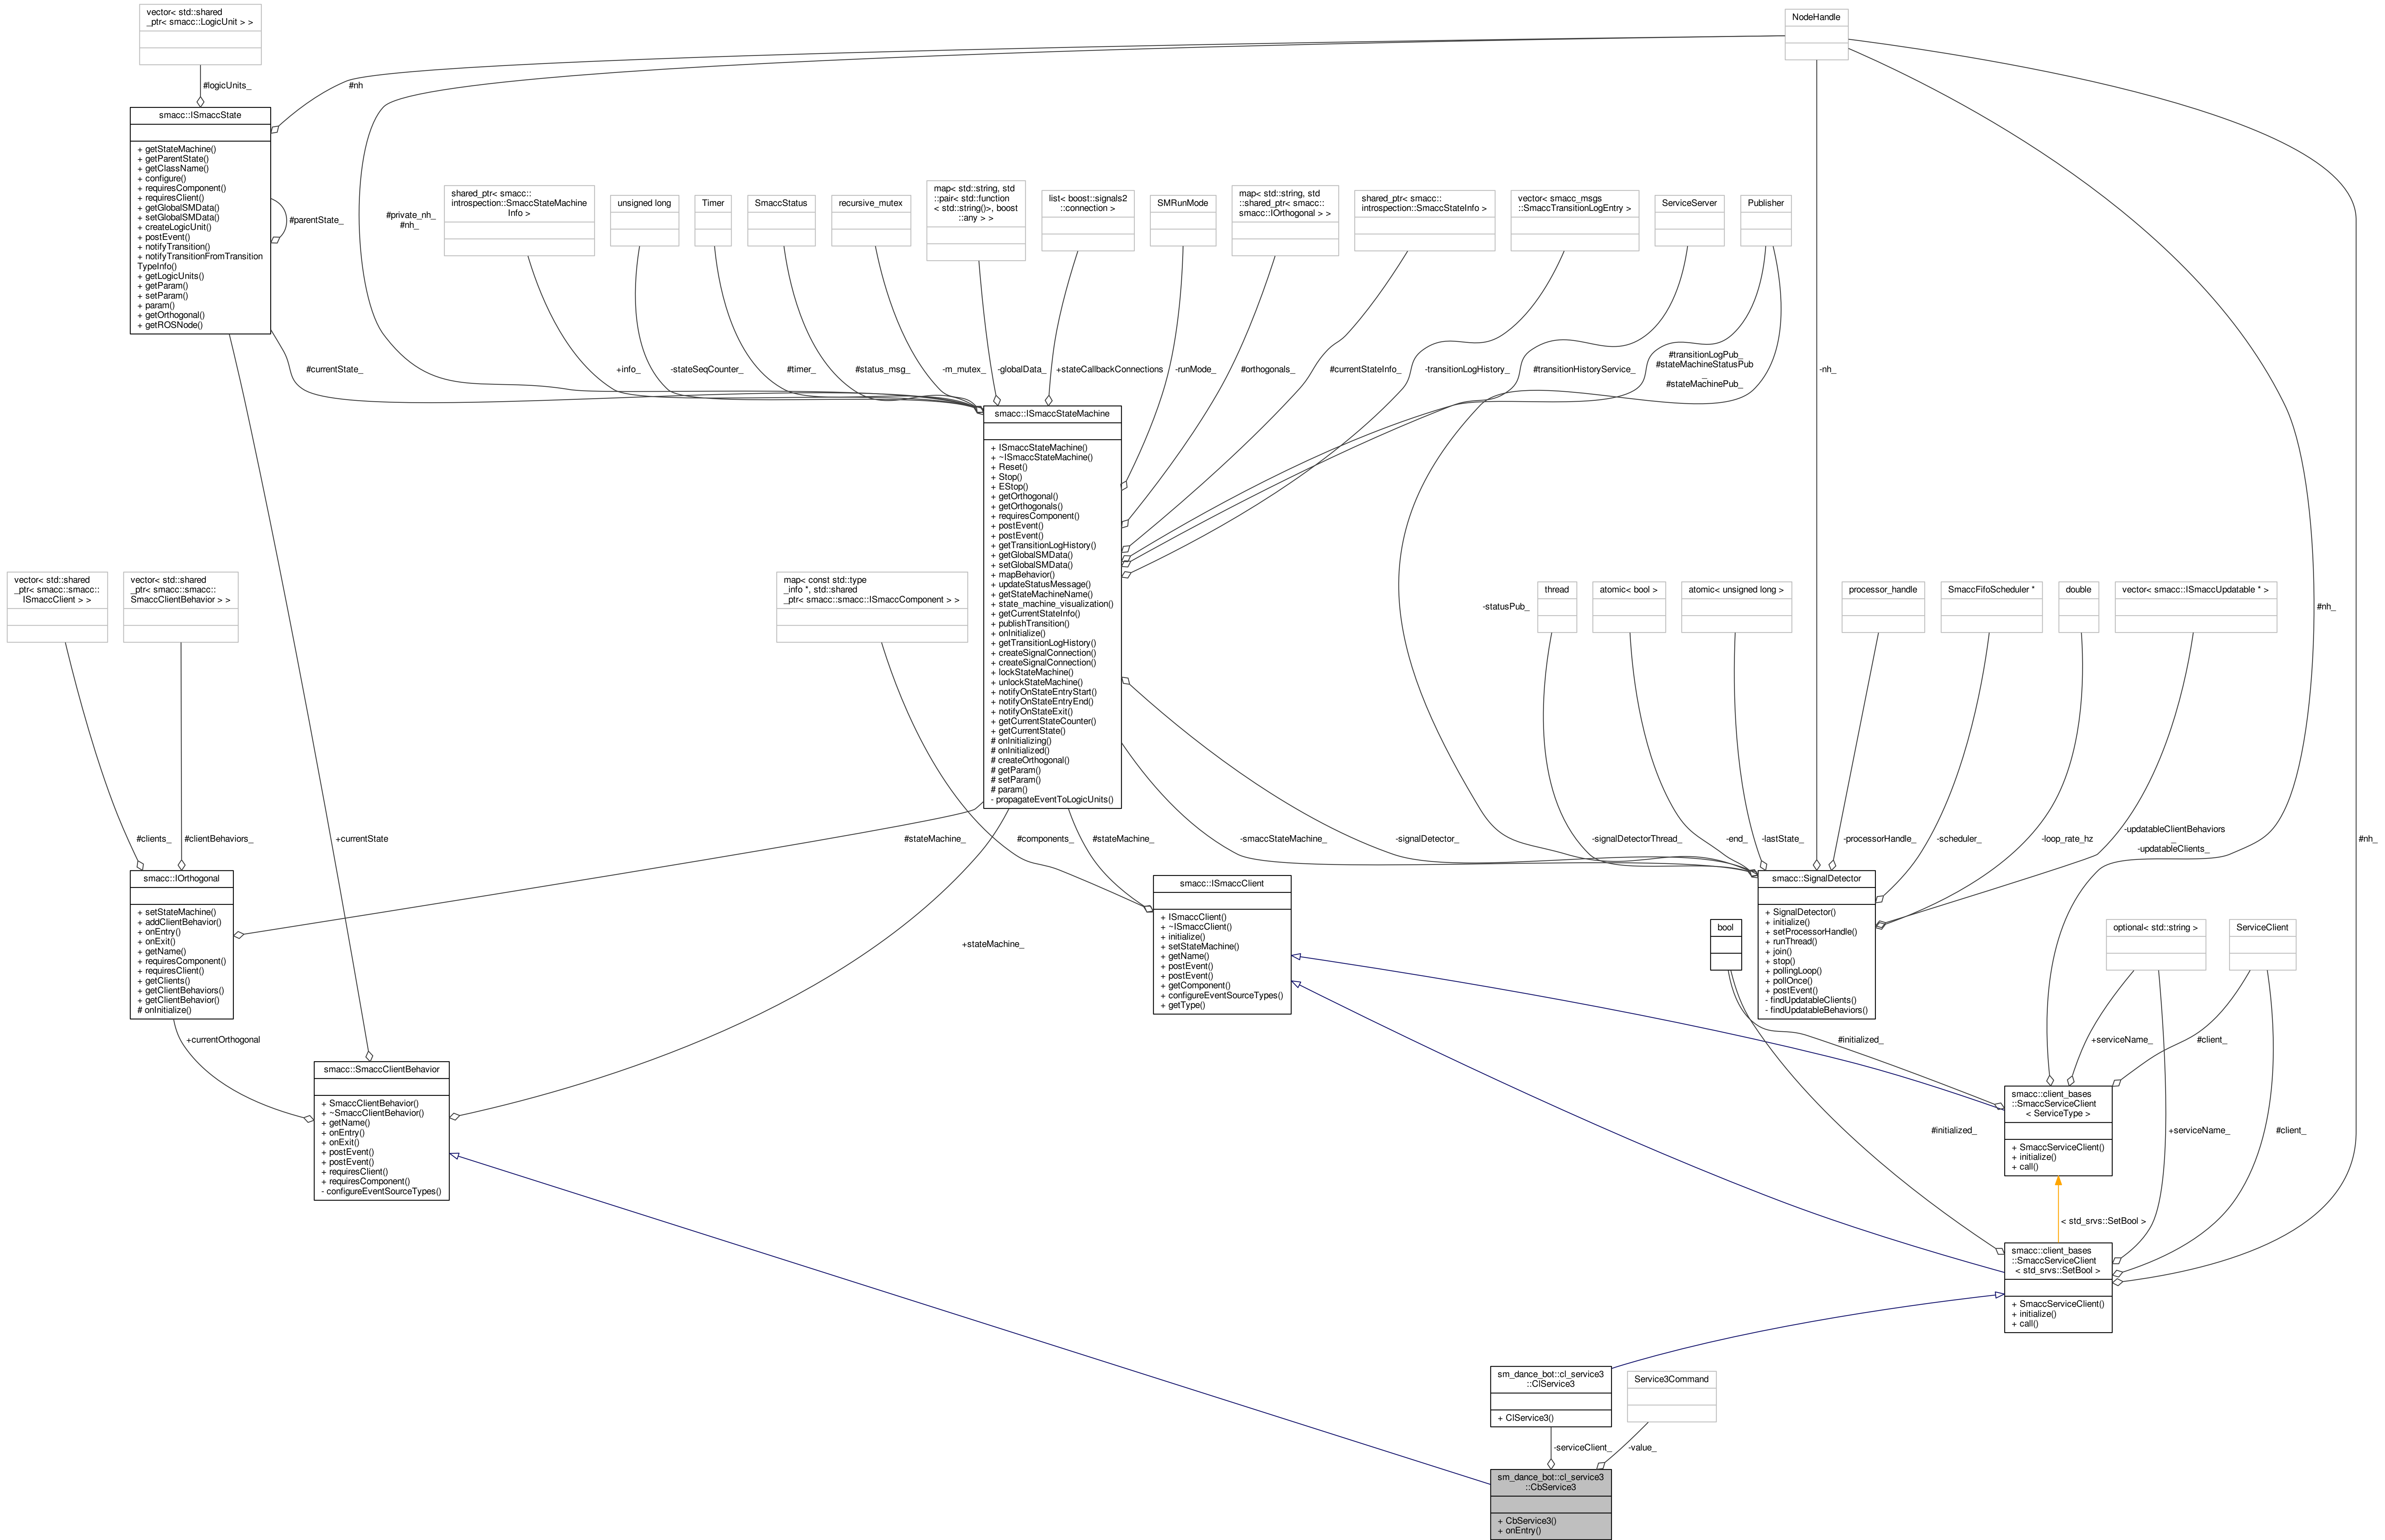 vector< std::shared
_ptr< smacc::LogicUnit > >
NodeHandle
#logicUnits_
#nh
smacc::ISmaccState
+ getStateMachine()
+ getParentState()
+ getClassName()
+ configure()
+ requiresComponent()
+ requiresClient()
+ getGlobalSMData()
+ setGlobalSMData()
+ createLogicUnit()
+ postEvent()
+ notifyTransition()
+ notifyTransitionFromTransition
TypeInfo()
+ getLogicUnits()
+ getParam()
+ setParam()
+ param()
+ getOrthogonal()
+ getROSNode()
#parentState_
#private_nh_
#nh_
shared_ptr< smacc::
introspection::SmaccStateMachine
Info >
unsigned long
Timer
SmaccStatus
recursive_mutex
map< std::string, std
::pair< std::function
< std::string()>, boost
::any > >
list< boost::signals2
::connection >
SMRunMode
map< std::string, std
::shared_ptr< smacc::
smacc::IOrthogonal > >
shared_ptr< smacc::
introspection::SmaccStateInfo >
vector< smacc_msgs
::SmaccTransitionLogEntry >
ServiceServer
Publisher
#currentState_
+info_
-stateSeqCounter_
#timer_
#status_msg_
-m_mutex_
-globalData_
+stateCallbackConnections
-runMode_
#orthogonals_
#currentStateInfo_
-transitionLogHistory_
#transitionHistoryService_
#transitionLogPub_
#stateMachineStatusPub
_
#stateMachinePub_
-nh_
smacc::ISmaccStateMachine
+ ISmaccStateMachine()
+ ~ISmaccStateMachine()
+ Reset()
+ Stop()
+ EStop()
+ getOrthogonal()
+ getOrthogonals()
+ requiresComponent()
+ postEvent()
+ postEvent()
+ getTransitionLogHistory()
+ getGlobalSMData()
+ setGlobalSMData()
+ mapBehavior()
+ updateStatusMessage()
+ getStateMachineName()
+ state_machine_visualization()
+ getCurrentStateInfo()
+ publishTransition()
+ onInitialize()
+ getTransitionLogHistory()
+ createSignalConnection()
+ createSignalConnection()
+ lockStateMachine()
+ unlockStateMachine()
+ notifyOnStateEntryStart()
+ notifyOnStateEntryEnd()
+ notifyOnStateExit()
+ getCurrentStateCounter()
+ getCurrentState()
# onInitializing()
# onInitialized()
# createOrthogonal()
# getParam()
# setParam()
# param()
- propagateEventToLogicUnits()
vector< std::shared
_ptr< smacc::smacc::
ISmaccClient > >
vector< std::shared
_ptr< smacc::smacc::
SmaccClientBehavior > >
map< const std::type
_info *, std::shared
_ptr< smacc::smacc::ISmaccComponent > >
-statusPub_
thread
atomic< bool >
atomic< unsigned long >
processor_handle
SmaccFifoScheduler *
double
vector< smacc::ISmaccUpdatable * >
#nh_
#clients_
#clientBehaviors_
+currentState
#stateMachine_
#components_
#stateMachine_
-smaccStateMachine_
-signalDetector_
-signalDetectorThread_
-end_
-lastState_
-processorHandle_
-scheduler_
-loop_rate_hz
-updatableClientBehaviors
_
-updatableClients_
#nh_
smacc::IOrthogonal
+ setStateMachine()
+ addClientBehavior()
+ onEntry()
+ onExit()
+ getName()
+ requiresComponent()
+ requiresClient()
+ getClients()
+ getClientBehaviors()
+ getClientBehavior()
# onInitialize()
+stateMachine_
smacc::ISmaccClient
+ ISmaccClient()
+ ~ISmaccClient()
+ initialize()
+ setStateMachine()
+ getName()
+ postEvent()
+ postEvent()
+ getComponent()
+ configureEventSourceTypes()
+ getType()
smacc::SignalDetector
+ SignalDetector()
+ initialize()
+ setProcessorHandle()
+ runThread()
+ join()
+ stop()
+ pollingLoop()
+ pollOnce()
+ postEvent()
- findUpdatableClients()
- findUpdatableBehaviors()
bool
optional< std::string >
ServiceClient
+currentOrthogonal
#initialized_
+serviceName_
#client_
smacc::SmaccClientBehavior
+ SmaccClientBehavior()
+ ~SmaccClientBehavior()
+ getName()
+ onEntry()
+ onExit()
+ postEvent()
+ postEvent()
+ requiresClient()
+ requiresComponent()
- configureEventSourceTypes()
smacc::client_bases
::SmaccServiceClient
< ServiceType >
+ SmaccServiceClient()
+ initialize()
+ call()
#initialized_
+serviceName_
#client_
< std_srvs::SetBool >
smacc::client_bases
::SmaccServiceClient
< std_srvs::SetBool >
+ SmaccServiceClient()
+ initialize()
+ call()
sm_dance_bot::cl_service3
::ClService3
+ ClService3()
Service3Command
-serviceClient_
-value_
sm_dance_bot::cl_service3
::CbService3
+ CbService3()
+ onEntry()